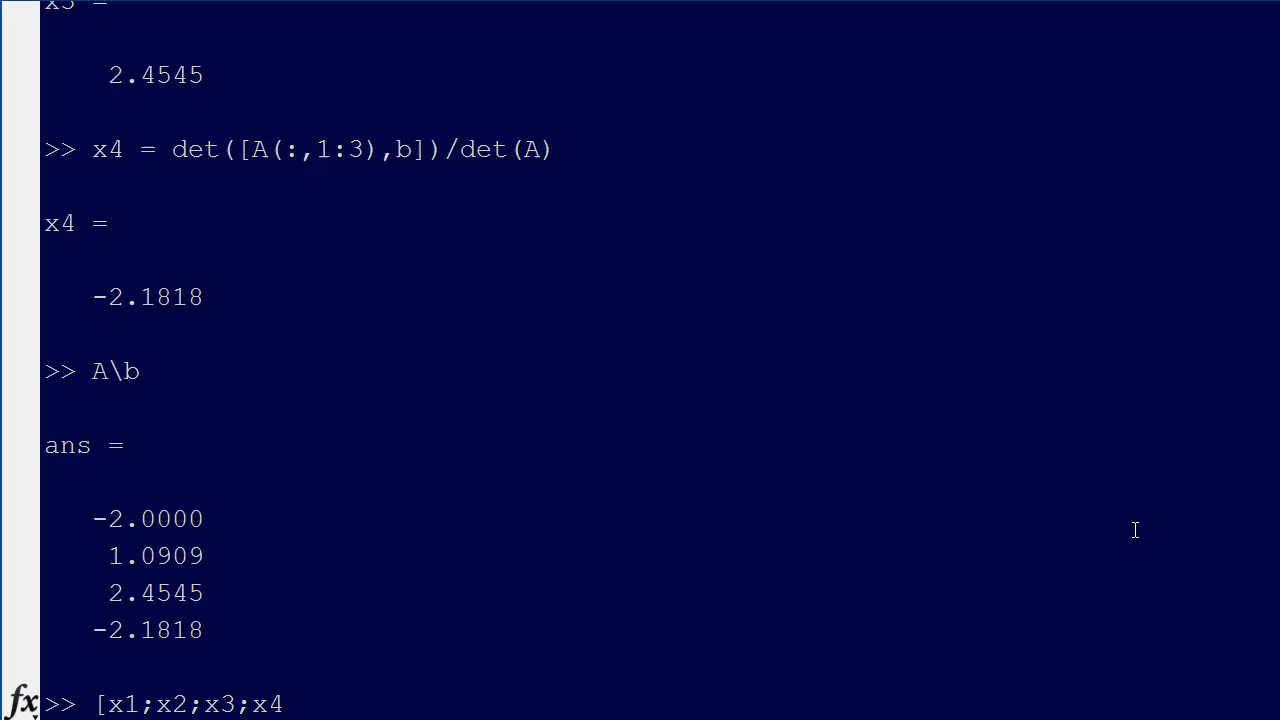 x3 =
2.4545
>> x4 = det([A(:,1:3),b])/det(A)
x4 =
-2.1818
>> A\b
ans =
-2.0000
1.0909
2.4545
-2.1818
fx >> [x1;x2;x3;x4